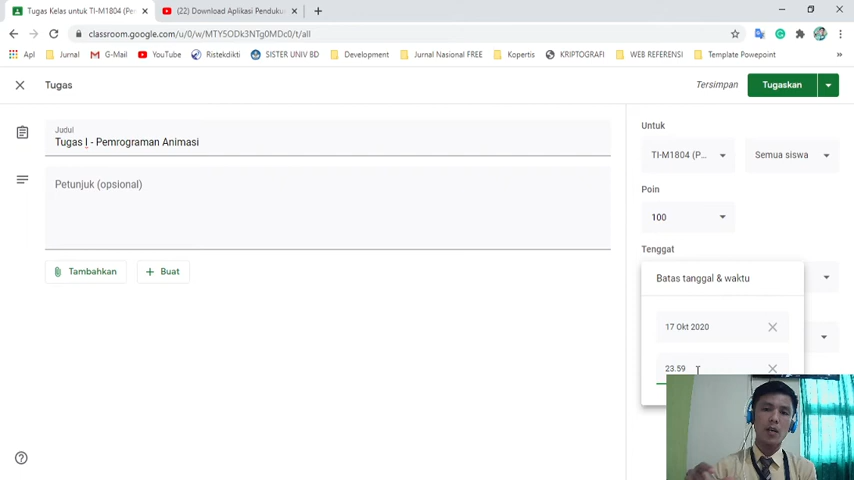 Tugas Kelas untuk TI-M1804 (Pe
(22) Download Aplikasi Penduku
classroom.google.com/u/0/w/MTY5ODk3NTg0MDc0/t/all
Apl
Jurnal
G-Mail
YouTube
Ristekdikti
SISTER UNIV BD
Development
Jurnal Nasional FREE
Kopertis
KRIPTOGRAFI
WEB REFERENSI
Template Powepoint
»
Tugas
Tersimpan
Tugaskan
Judul
Tugas I - Pemrograman Animasi
Petunjuk (opsional)
Tambahkan
Buat
Untuk
TI-M1804 (P...
Semua siswa
Poin
100
Tenggat
Batas tanggal & waktu
17 Okt 2020
23.59